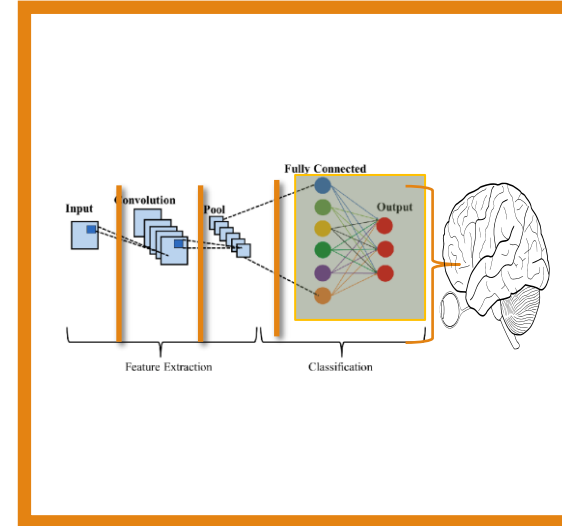 Fully Connected
Convolution
Input
Pool
Output
Feature Extraction
Classification